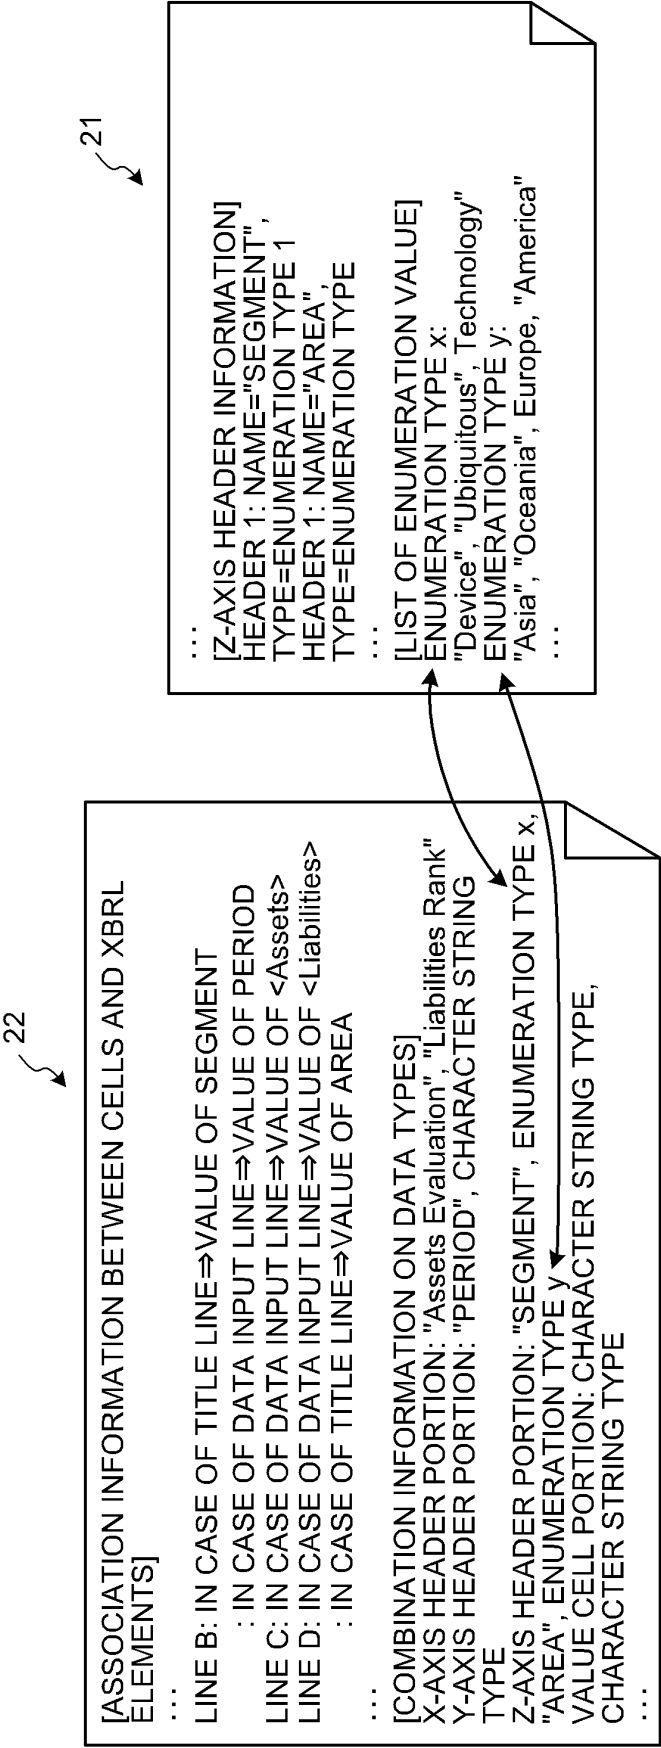 22
[ASSOCIATION INFORMATION BETWEEN CELLS AND XBRL
ELEMENTS]
...
LINE B: IN CASE OF TITLE LINE⇒VALUE OF SEGMENT
: IN CASE OF DATA INPUT LINE⇒VALUE OF PERIOD
LINE C: IN CASE OF DATA INPUT LINE⇒VALUE OF <Assets>
LINE D: IN CASE OF DATA INPUT LINE⇒VALUE OF <Liabilities>
: IN CASE OF TITLE LINE⇒VALUE OF AREA
...
[COMBINATION INFORMATION ON DATA TYPES]
X-AXIS HEADER PORTION: "Assets Evaluation", "Liabilities Rank"
Y-AXIS HEADER PORTION: "PERIOD", CHARACTER STRING
TYPE
Z-AXIS HEADER PORTION: "SEGMENT", ENUMERATION TYPE x,
"AREA", ENUMERATION TYPE y
VALUE CELL PORTION: CHARACTER STRING TYPE,
CHARACTER STRING TYPE
...
21
...
[Z-AXIS HEADER INFORMATION]
HEADER 1: NAME="SEGMENT",
TYPE=ENUMERATION TYPE 1
HEADER 1: NAME="AREA",
TYPE=ENUMERATION TYPE
...
[LIST OF ENUMERATION VALUE]
ENUMERATION TYPE x:
"Device", "Ubiquitous", Technology"
ENUMERATION TYPE y:
"Asia", "Oceania", Europe, "America"
...